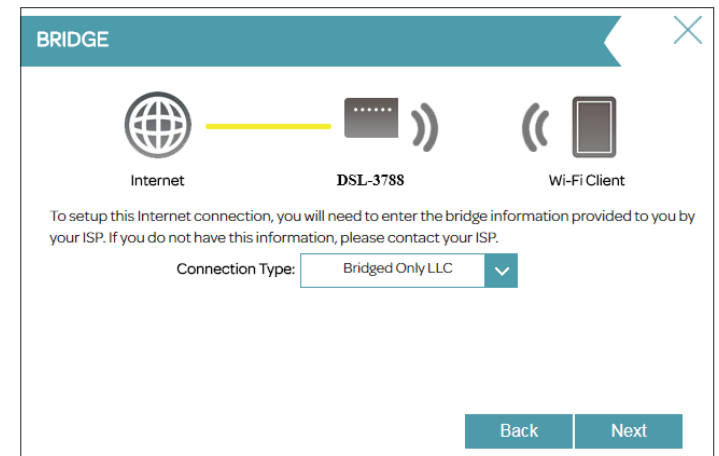 BRIDGE
Internet
DSL-3788
Wi-Fi Client
To setup this Internet connection, you will need to enter the bridge information provided to you by
your ISP. If you do not have this information, please contact your ISP.
Connection Type: Bridged Only LLC
Back Next